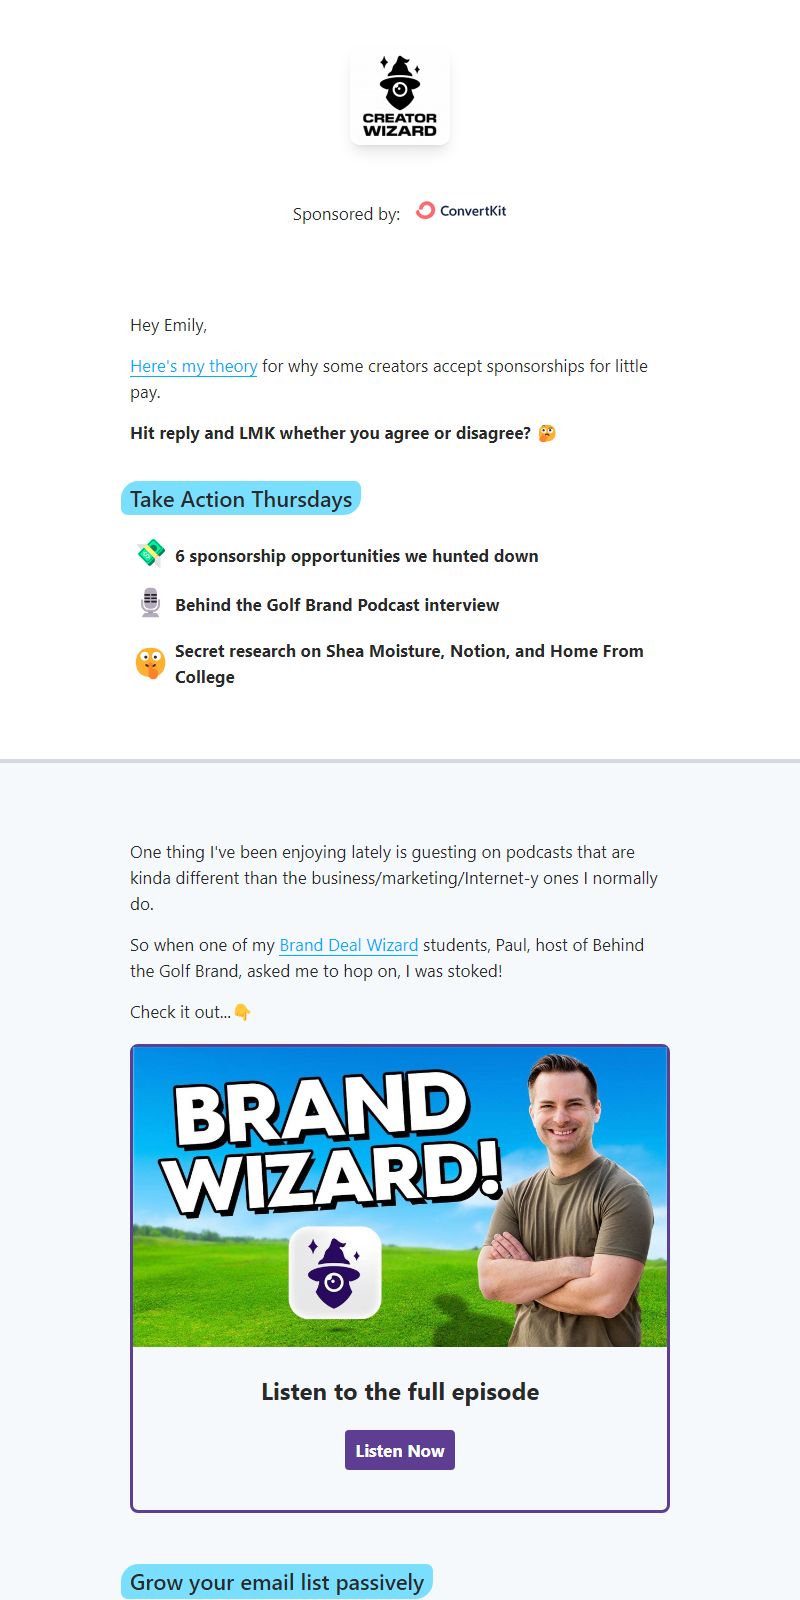 CREATOR
WIZARD
Sponsored by: ConvertKit
Hey Emily,
Here's my theory for why some creators accept sponsorships for little
pay.
Hit reply and LMK whether you agree or disagree? 🤔
Take Action Thursdays
💸 6 sponsorship opportunities we hunted down
🎙️ Behind the Golf Brand Podcast interview
🤫 Secret research on Shea Moisture, Notion, and Home From
College
One thing I've been enjoying lately is guesting on podcasts that are
kinda different than the business/marketing/Internet-y ones I normally
do.
So when one of my Brand Deal Wizard students, Paul, host of Behind
the Golf Brand, asked me to hop on, I was stoked!
Check it out...👇
BRAND
WIZARD!
Listen to the full episode
Listen Now
Grow your email list passively